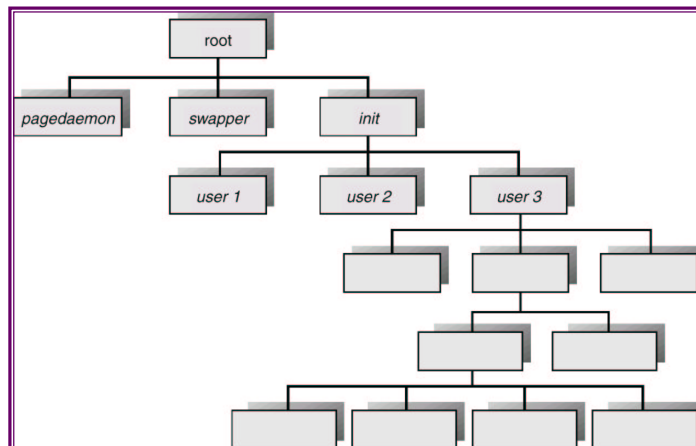 root
pagedaemon
swapper
init
user 1
user 2
user 3